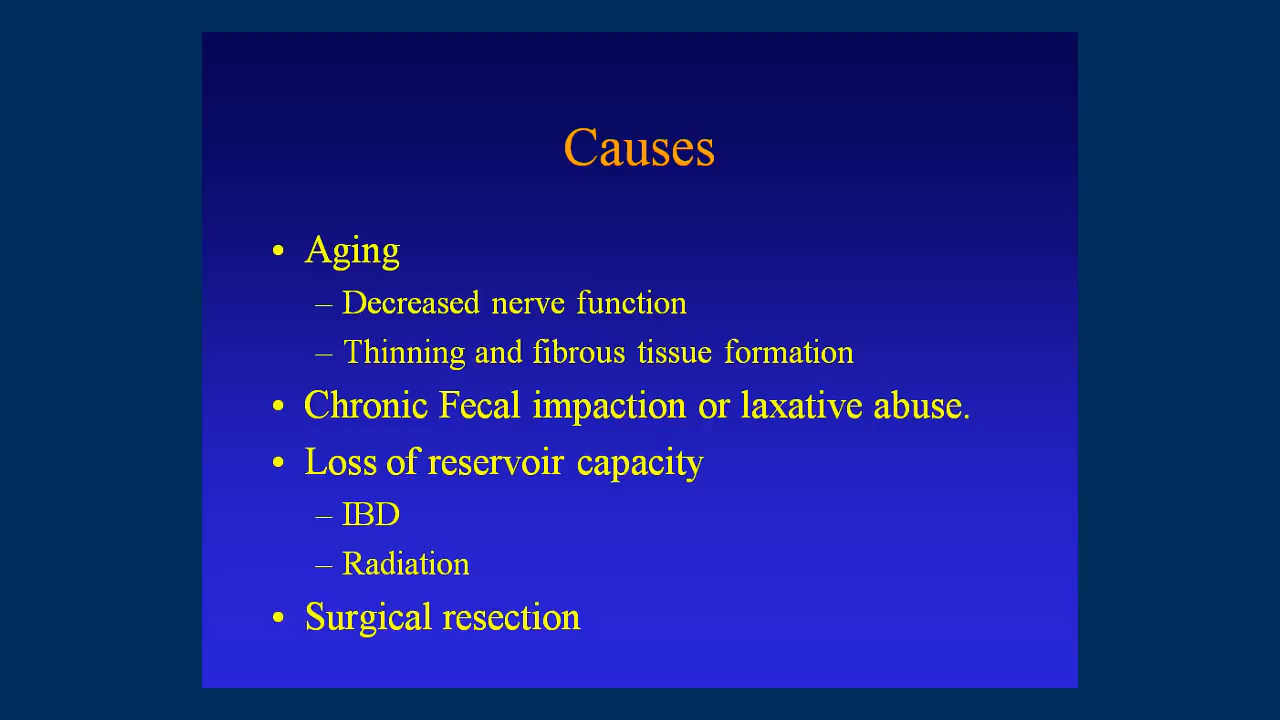 Causes
• Aging
– Decreased nerve function
– Thinning and fibrous tissue formation
• Chronic Fecal impaction or laxative abuse.
• Loss of reservoir capacity
– IBD
– Radiation
• Surgical resection